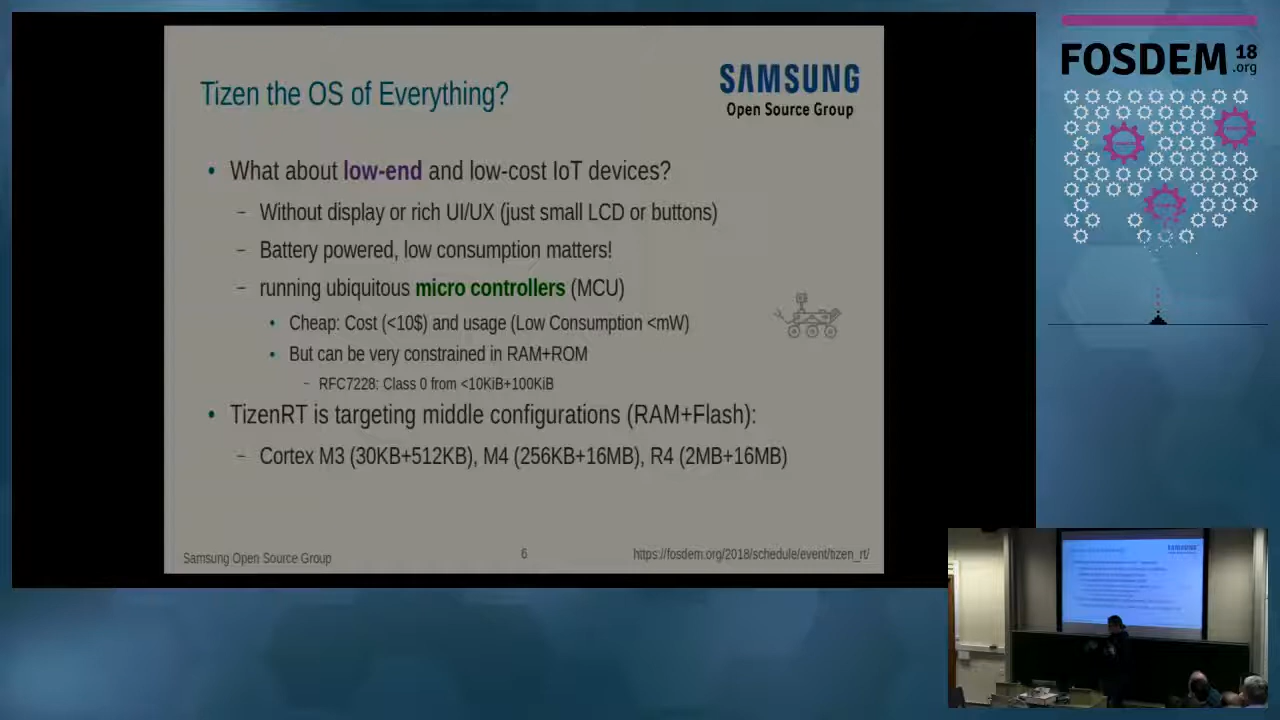 Tizen the OS of Everything?
SAMSUNG
Open Source Group
• What about low-end and low-cost IoT devices?
– Without display or rich UI/UX (just small LCD or buttons)
– Battery powered, low consumption matters!
– running ubiquitous micro controllers (MCU)
• Cheap: Cost (<10$) and usage (Low Consumption <mW)
• But can be very constrained in RAM+ROM
– RFC7228: Class 0 from <10KiB+100KiB
• TizenRT is targeting middle configurations (RAM+Flash):
– Cortex M3 (30KB+512KB), M4 (256KB+16MB), R4 (2MB+16MB)
Samsung Open Source Group
6
https://fosdem.org/2018/schedule/event/tizen_rt/
FOSDEM 18
.org
SAMSUNG